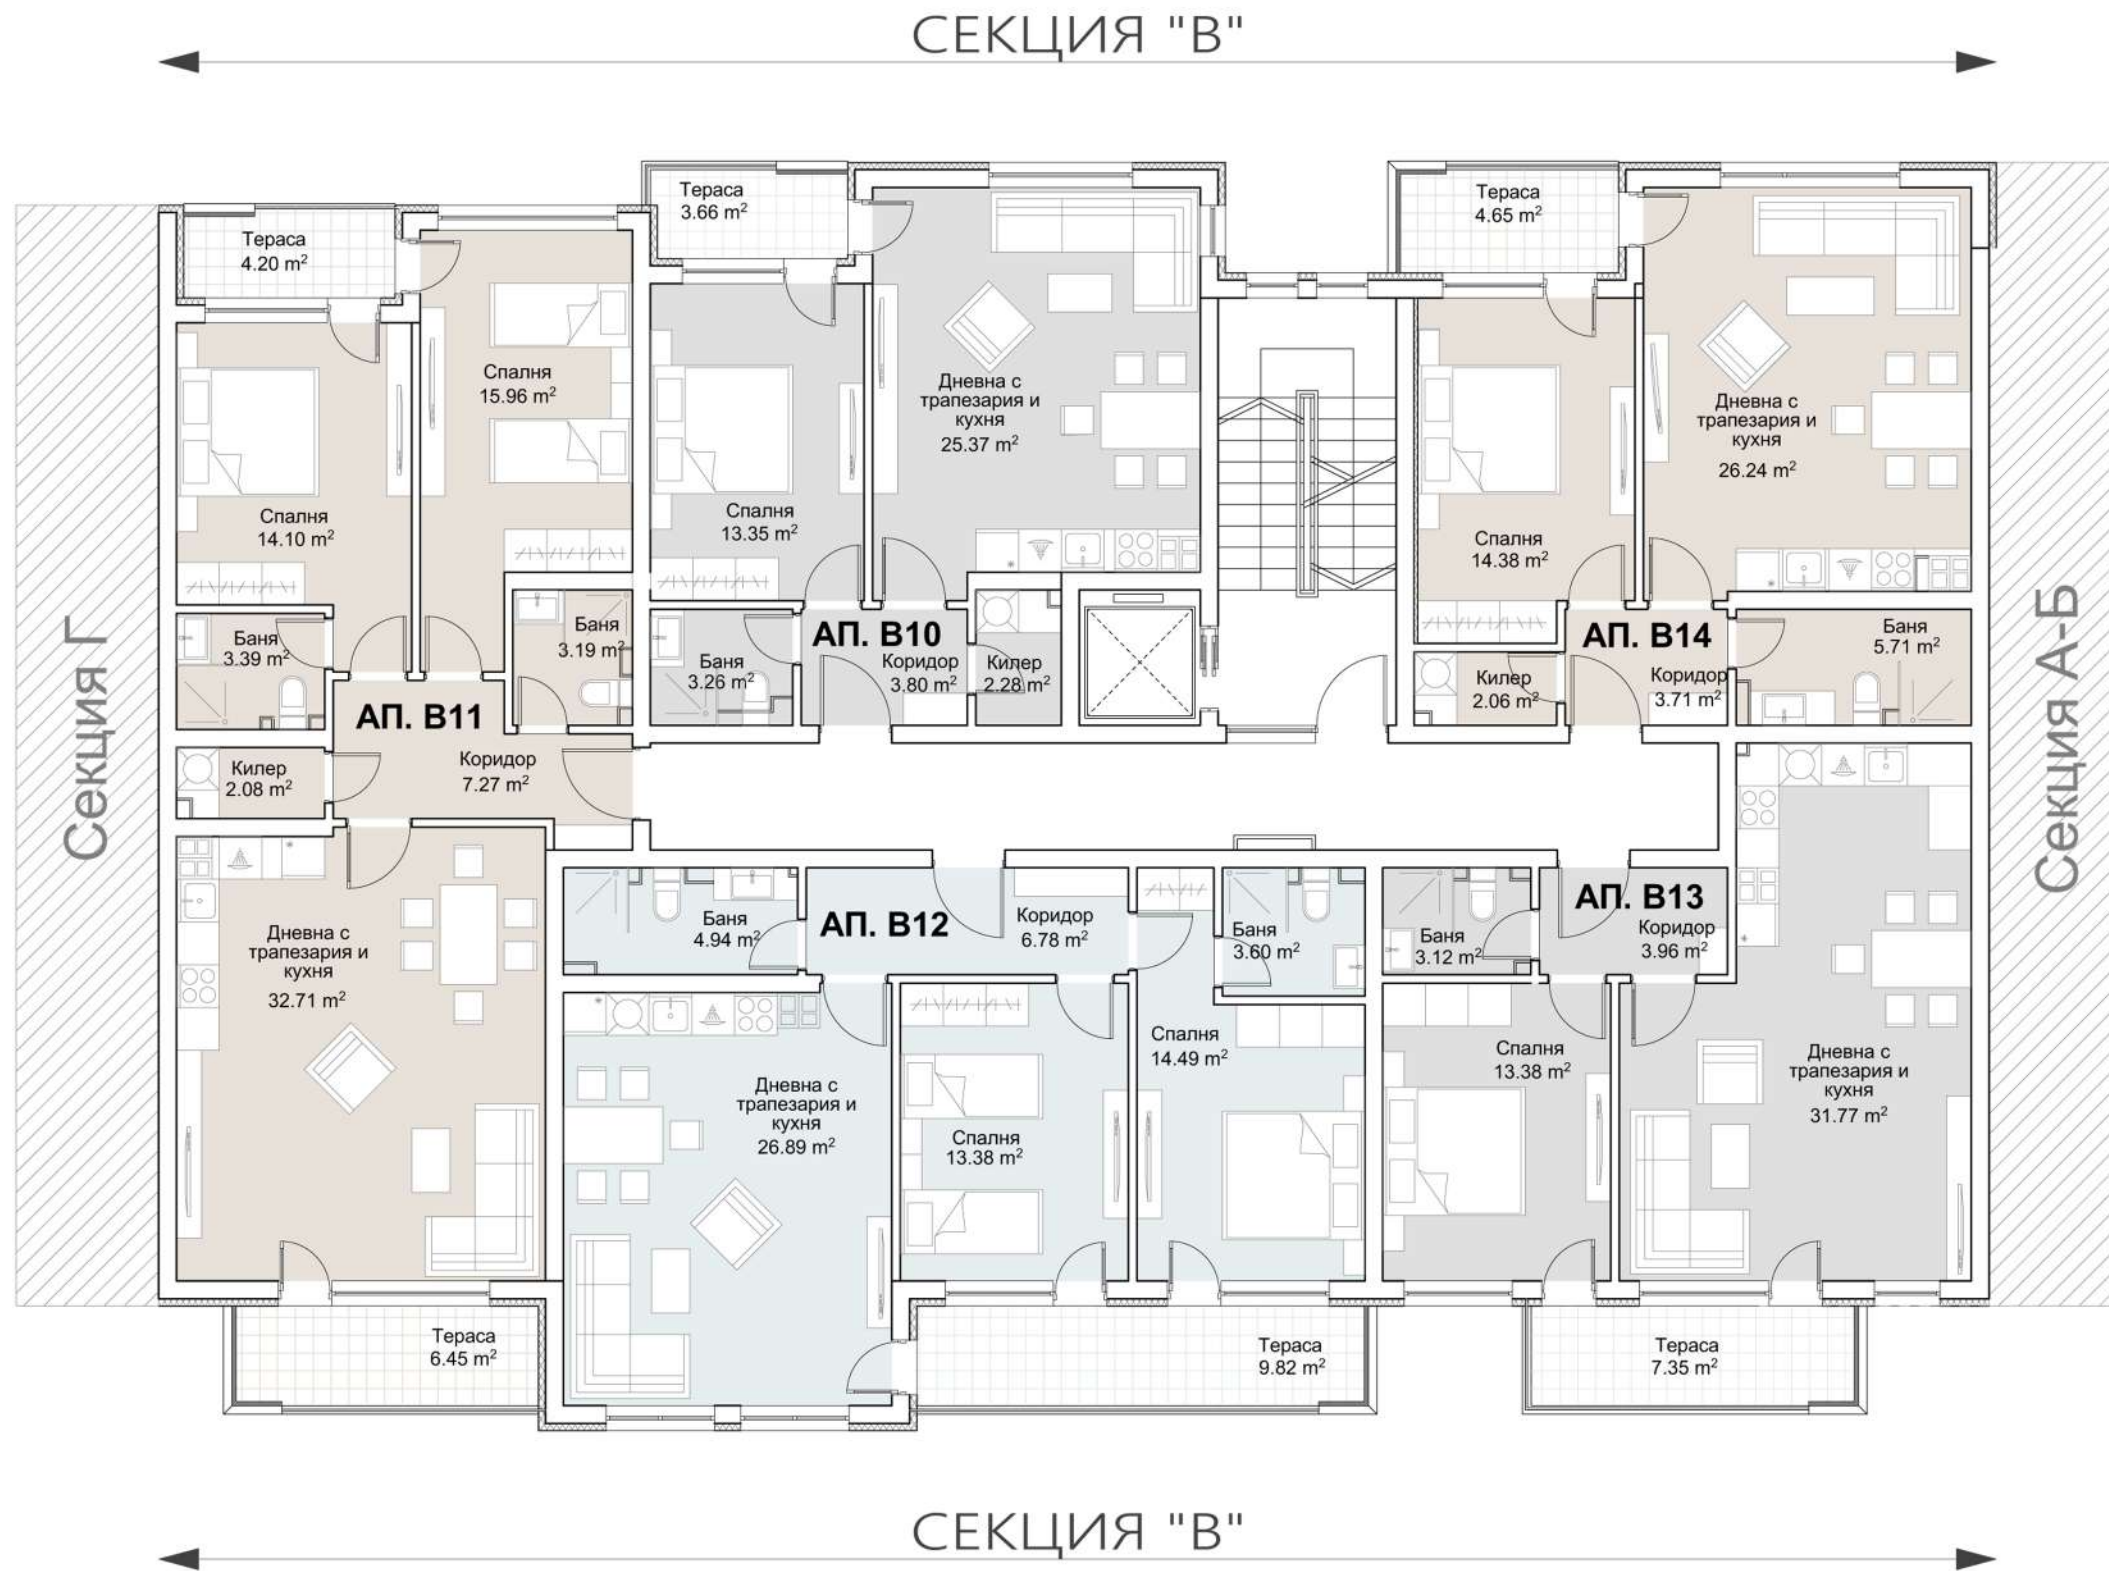 СЕКЦИЯ "В"
Тераса
4.20 m²
Спалня
15.96 m²
Спалня
14.10 m²
Баня
3.39 m²
Баня
3.19 m²
АП. В11
Коридор
7.27 m²
Килер
2.08 m²
Дневна с
трапезария и
кухня
32.71 m²
Тераса
6.45 m²
Тераса
3.66 m²
Дневна с
трапезария и
кухня
25.37 m²
Спалня
13.35 m²
АП. В10
Баня
3.26 m²
Коридор
3.80 m²
Килер
2.28 m²
Тераса
4.65 m²
Дневна с
трапезария и
кухня
26.24 m²
Спалня
14.38 m²
АП. В14
Баня
5.71 m²
Килер
2.06 m²
Коридор
3.71 m²
Баня
4.94 m²
АП. В12
Коридор
6.78 m²
Баня
3.60 m²
Спалня
14.49 m²
Дневна с
трапезария и
кухня
26.89 m²
Спалня
13.38 m²
Тераса
9.82 m²
АП. В13
Баня
3.12 m²
Коридор
3.96 m²
Спалня
13.38 m²
Дневна с
трапезария и
кухня
31.77 m²
Тераса
7.35 m²
Секция Г
Секция А-Б
СЕКЦИЯ "В"